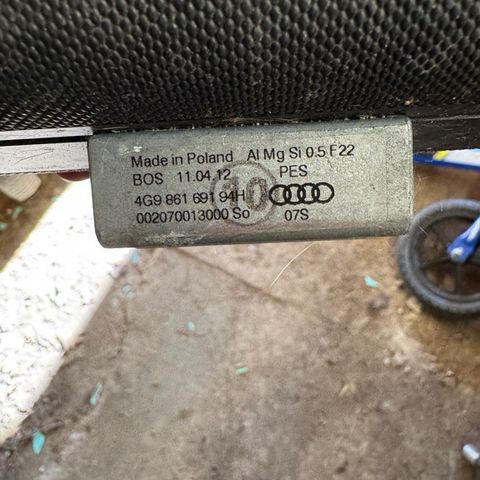 Made in Poland Al Mg Si 0.5 F22
BOS 11.04.12 PES
4G9 861 691 94H
002070013000 So 07S